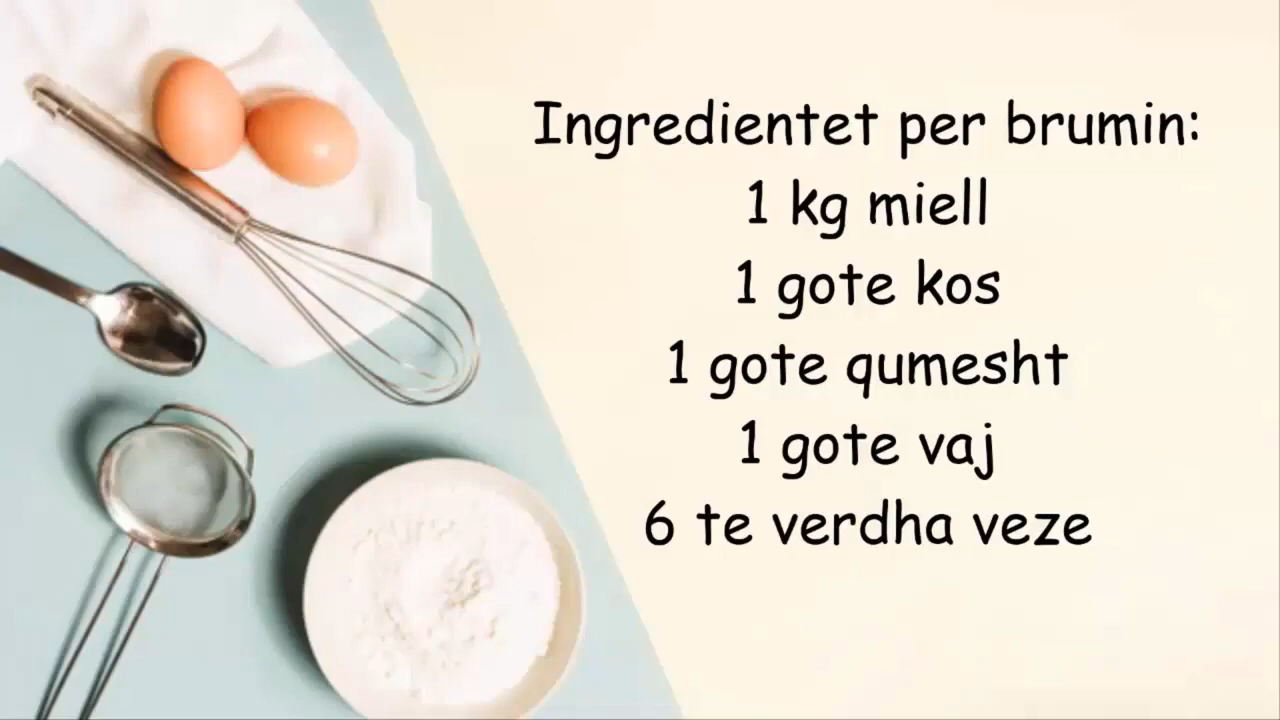 Ingredientet per brumin:
1 kg miell
1 gote kos
1 gote qumesht
1 gote vaj
6 te verdha veze